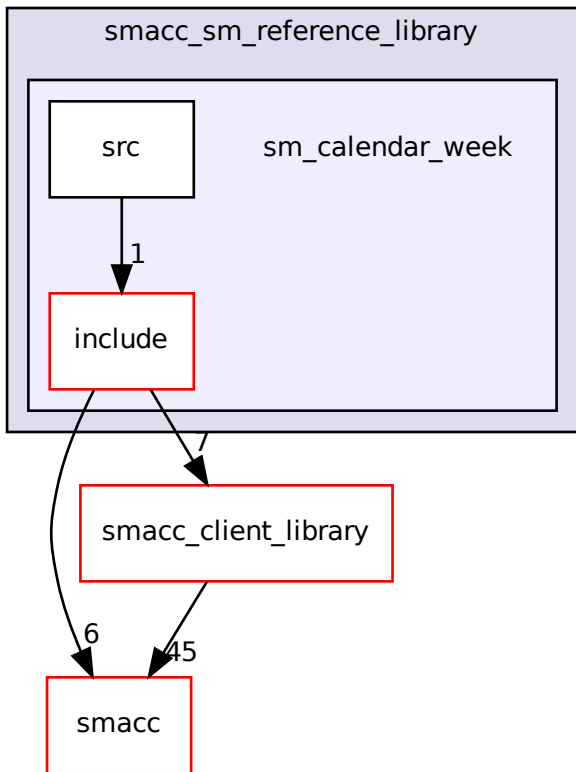 smacc_sm_reference_library
src
sm_calendar_week
1
include
7
smacc_client_library
6
45
smacc